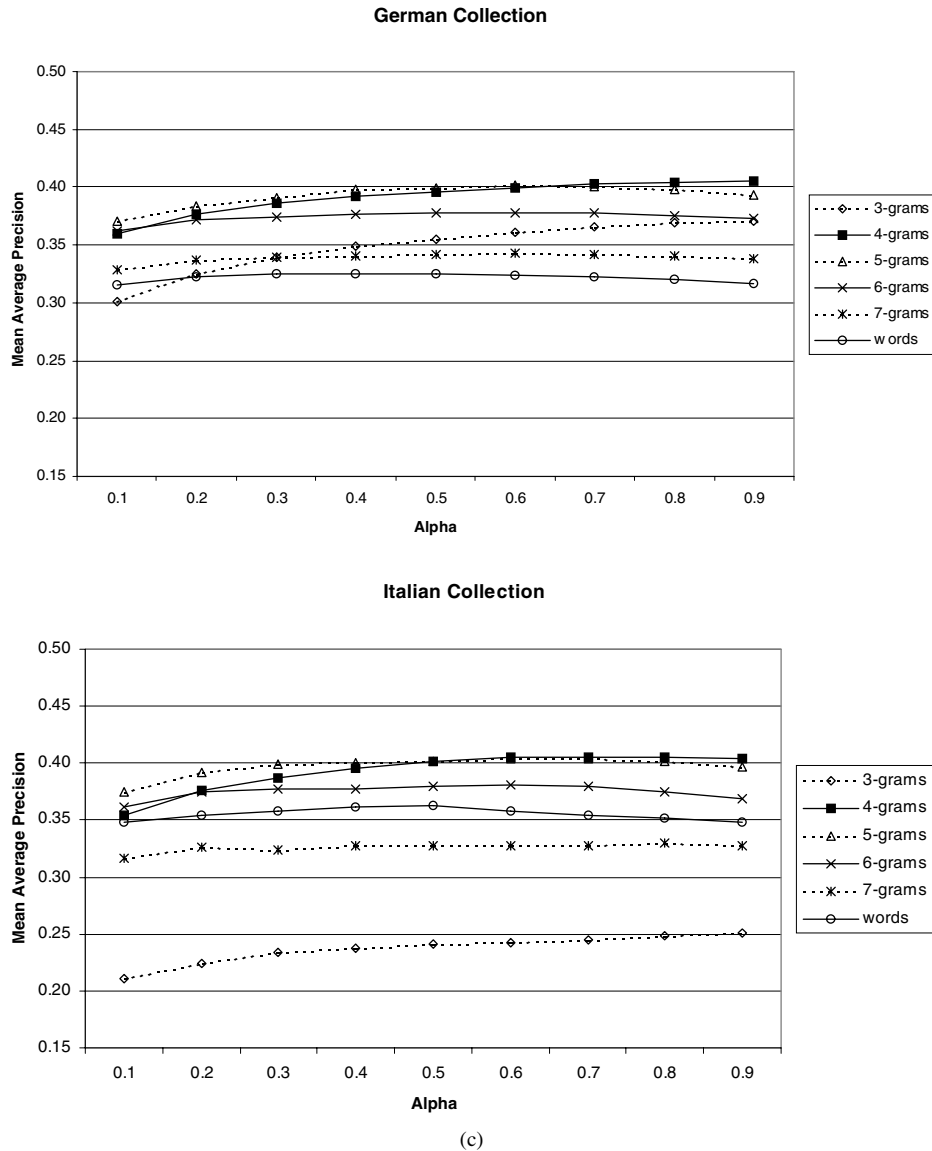 German Collection
0.50
0.45
0.40
0.35
0.30
0.25
0.20
0.15
Mean Average Precision
0.1 0.2 0.3 0.4 0.5 0.6 0.7 0.8 0.9
Alpha
3-grams
4-grams
5-grams
6-grams
7-grams
words
Italian Collection
0.50
0.45
0.40
0.35
0.30
0.25
0.20
0.15
Mean Average Precision
0.1 0.2 0.3 0.4 0.5 0.6 0.7 0.8 0.9
Alpha
3-grams
4-grams
5-grams
6-grams
7-grams
words
(c)